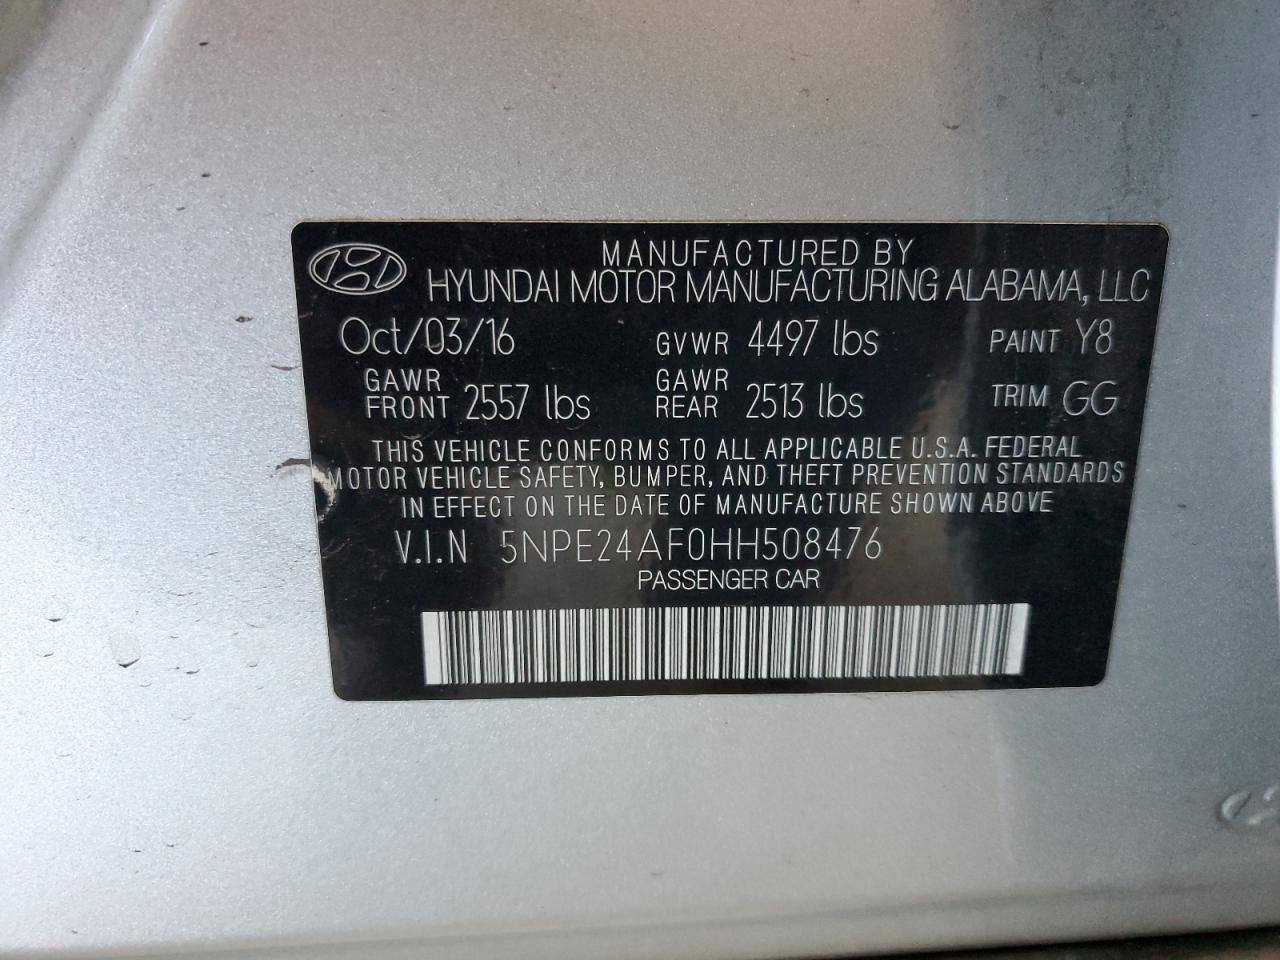 MANUFACTURED BY
HYUNDAI MOTOR MANUFACTURING ALABAMA, LLC
Oct/03/16 GVWR 4497 lbs PAINT Y8
GAWR FRONT 2557 lbs GAWR REAR 2513 lbs TRIM GG
THIS VEHICLE CONFORMS TO ALL APPLICABLE U.S.A. FEDERAL
MOTOR VEHICLE SAFETY, BUMPER, AND THEFT PREVENTION STANDARDS
IN EFFECT ON THE DATE OF MANUFACTURE SHOWN ABOVE
V.I.N 5NPE24AF0HH508476
PASSENGER CAR